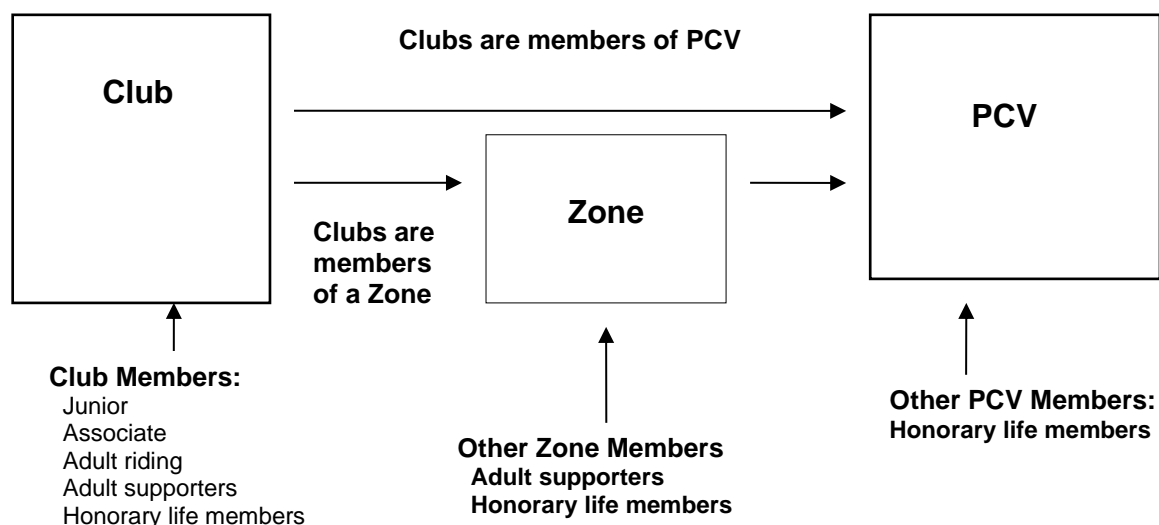 Clubs are members of PCV
Club
PCV
Zone
Clubs are
members
of a Zone
Club Members:
Junior
Associate
Adult riding
Adult supporters
Honorary life members
Other Zone Members
Adult supporters
Honorary life members
Other PCV Members:
Honorary life members